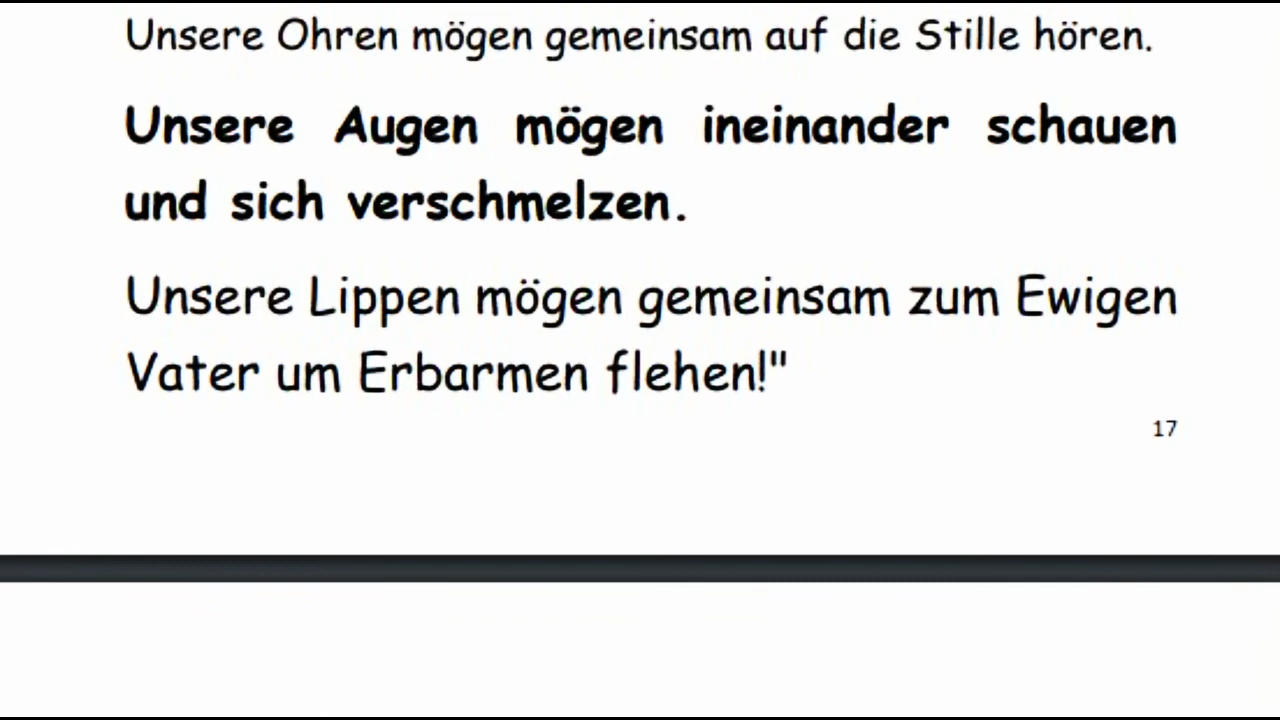 Unsere Ohren mögen gemeinsam auf die Stille hören.
Unsere Augen mögen ineinander schauen
und sich verschmelzen.
Unsere Lippen mögen gemeinsam zum Ewigen
Vater um Erbarmen flehen!"
17